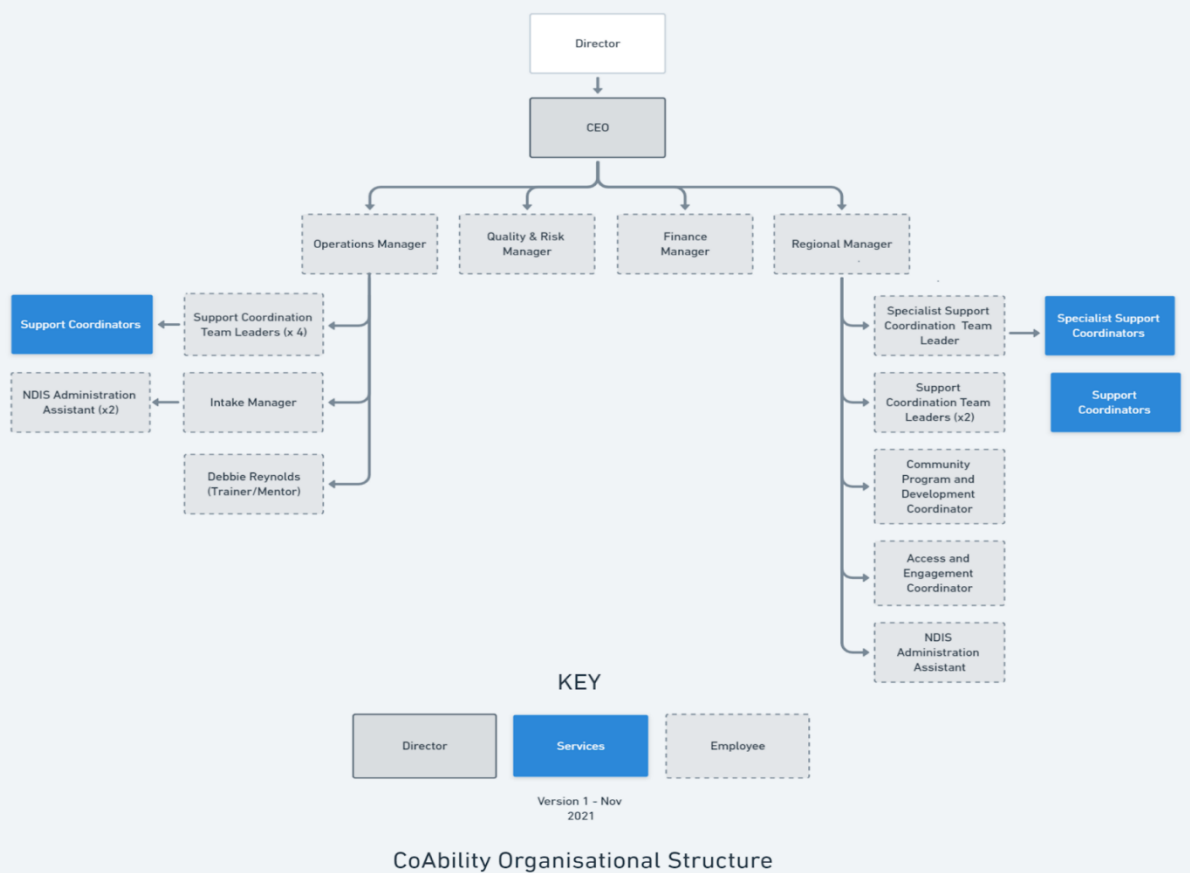 Director
CEO
Operations Manager
Quality & Risk
Manager
Finance
Manager
Regional Manager
Support Coordinators
Support Coordination
Team Leaders (x 4)
NDIS Administration
Assistant (x2)
Intake Manager
Debbie Reynolds
(Trainer/Mentor)
Specialist Support
Coordination Team
Leader
Specialist Support
Coordinators
Support
Coordination Team
Leaders (x2)
Support
Coordinators
Community
Program and
Development
Coordinator
Access and
Engagement
Coordinator
NDIS
Administration
Assistant
KEY
Director
Services
Employee
Version 1 - Nov
2021
CoAbility Organisational Structure